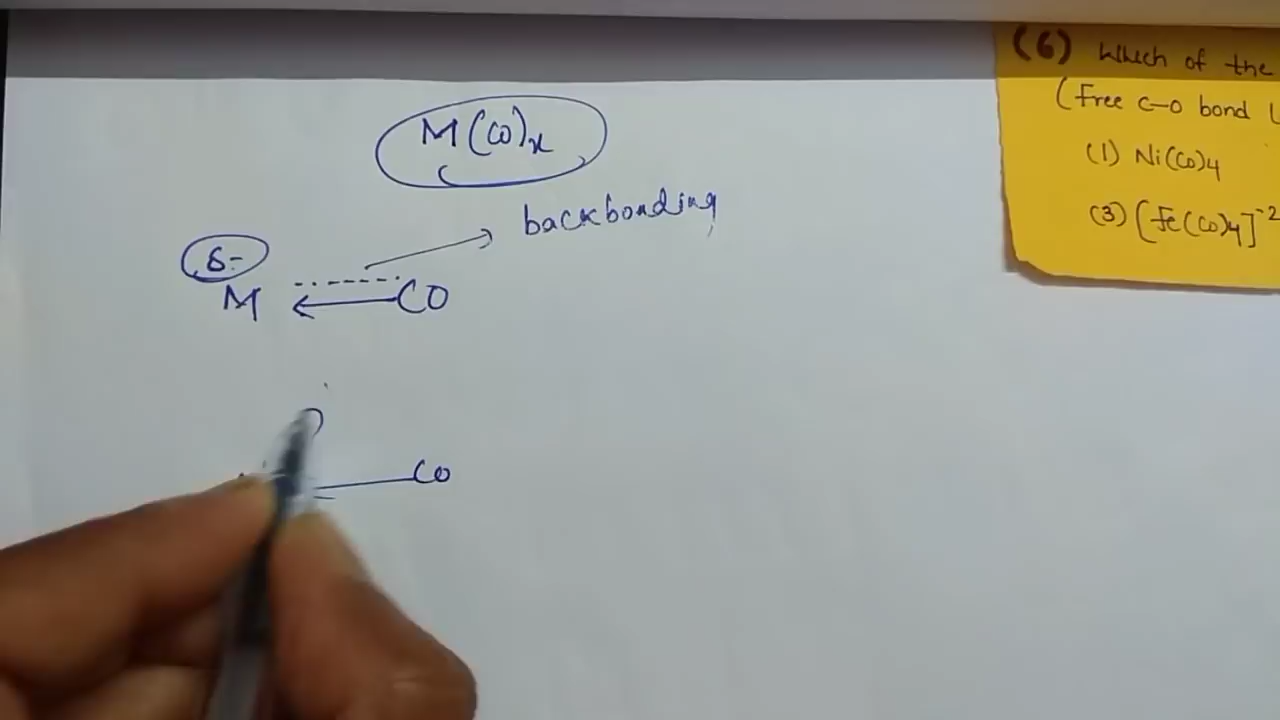 M(CO)x
backbonding
δ-
M CO
CO
(6) Which of the
(Free C-O bond
(1) Ni(CO)4
(3) [Fe(CO)4]-2